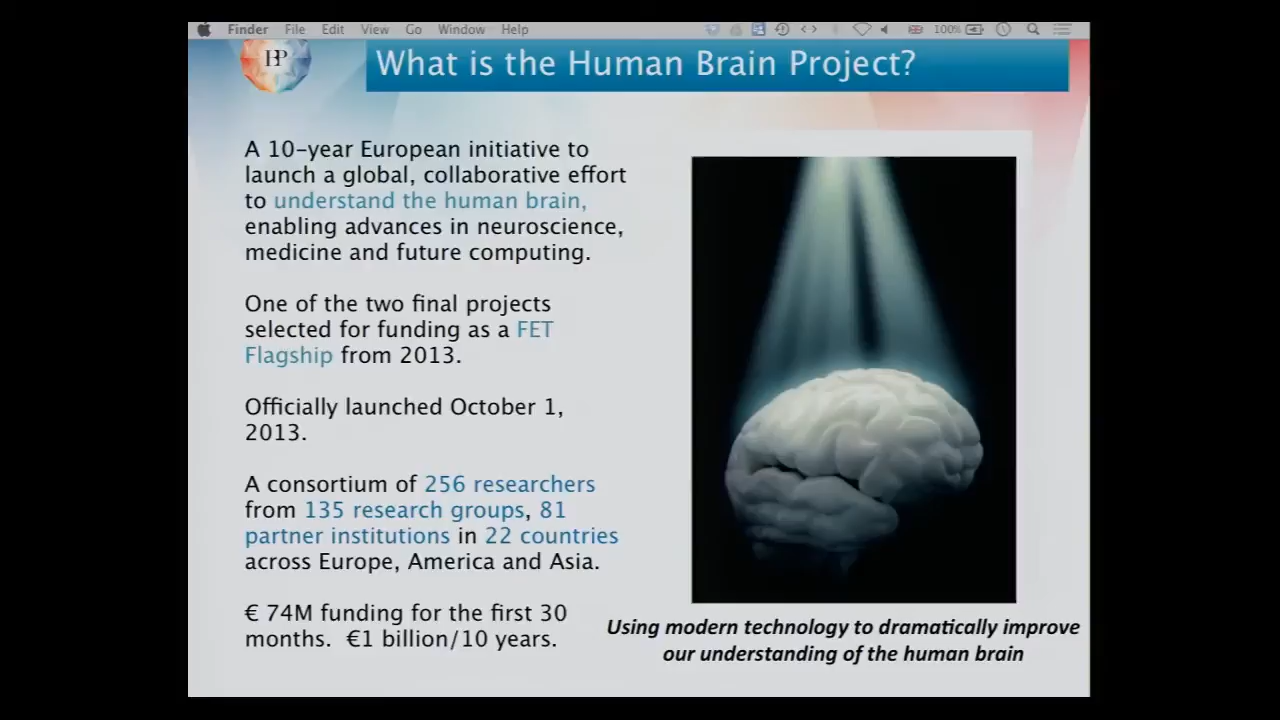 Finder File Edit View Go Window Help 100%
HBP
What is the Human Brain Project?
A 10-year European initiative to
launch a global, collaborative effort
to understand the human brain,
enabling advances in neuroscience,
medicine and future computing.
One of the two final projects
selected for funding as a FET
Flagship from 2013.
Officially launched October 1,
2013.
A consortium of 256 researchers
from 135 research groups, 81
partner institutions in 22 countries
across Europe, America and Asia.
€ 74M funding for the first 30
months. €1 billion/10 years.
Using modern technology to dramatically improve
our understanding of the human brain